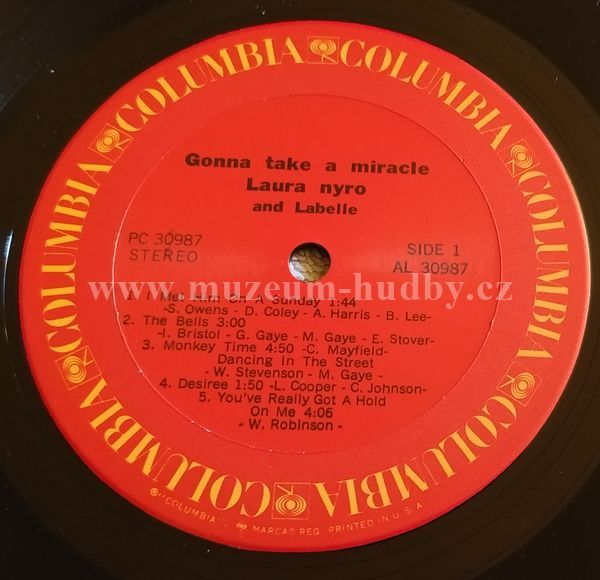 COLUMBIA COLUMBIA COLUMBIA COLUMBIA COLUMBIA COLUMBIA
Gonna take a miracle
Laura nyro
and Labelle
PC 30987
STEREO
SIDE 1
AL 30987
www.muzeum-hudby.cz
1. I Met Him On A Sunday 1:44
-S. Owens - D. Coley - A. Harris - B. Lee-
2. The Bells 3:00
-I. Bristol - G. Gaye - M. Gaye - E. Stover-
3. Monkey Time 4:50 -C. Mayfield-
Dancing In The Street
- W. Stevenson - M. Gaye -
4. Desiree 1:50 -L. Cooper - C. Johnson-
5. You've Really Got A Hold
On Me 4:06
- W. Robinson -
®"COLUMBIA", MARCAS REG. PRINTED IN U.S.A.